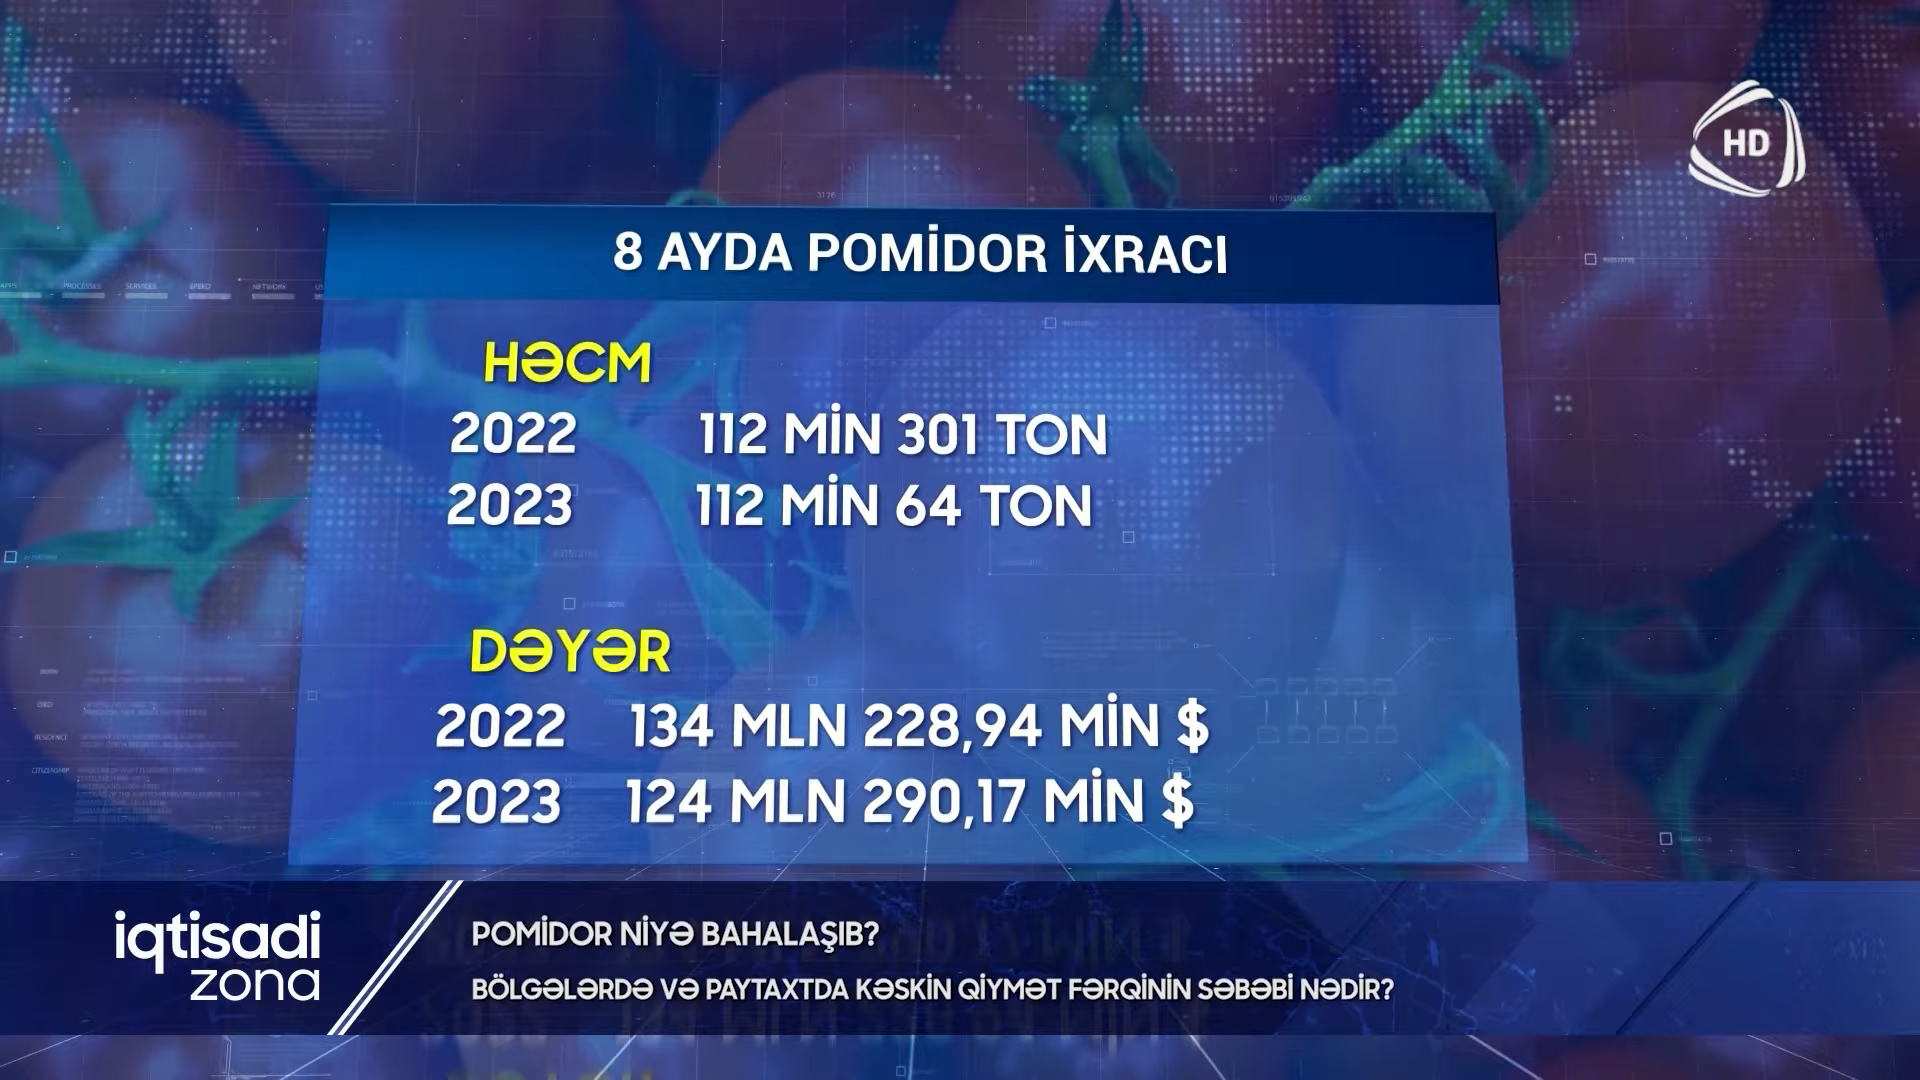 HD
8 AYDA POMİDOR İXRACI
HƏCM
2022 112 MİN 301 TON
2023 112 MİN 64 TON
DƏYƏR
2022 134 MLN 228,94 MİN $
2023 124 MLN 290,17 MİN $
iqtisadi
zona
POMİDOR NİYƏ BAHALAŞIB?
BÖLGƏLƏRDƏ VƏ PAYTAXTDA KƏSKİN QİYMƏT FƏRQİNİN SƏBƏBİ NƏDİR?